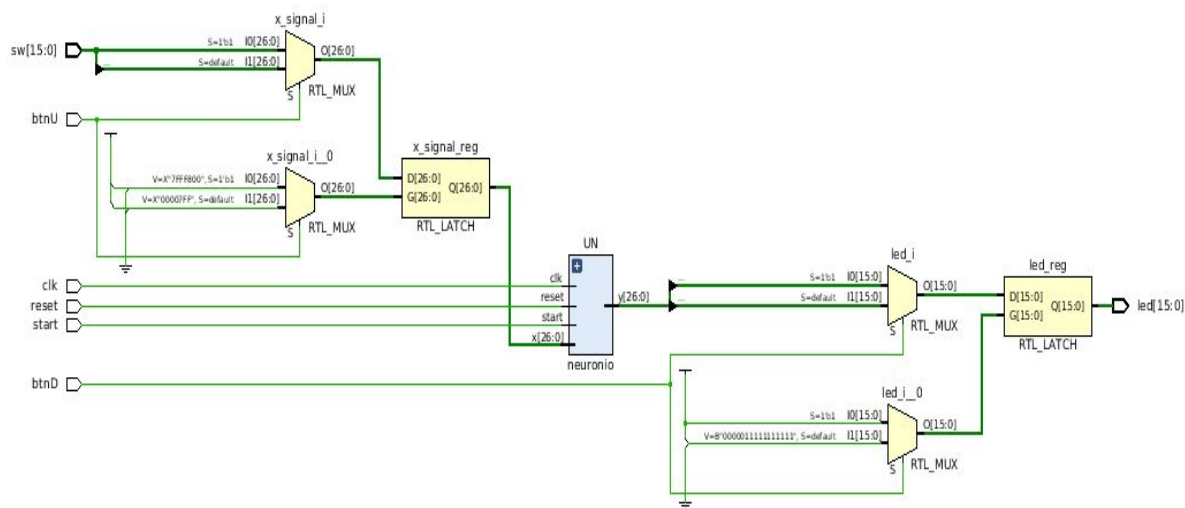 x_signal_i
sw[15:0]
S=1'b1 I0[26:0]
S=default I1[26:0]
O[26:0]
S
RTL_MUX
btnU
x_signal_i__0
V=X"7FFF800", S=1'b1 I0[26:0]
V=X"00007FF", S=default I1[26:0]
O[26:0]
S
RTL_MUX
x_signal_reg
D[26:0]
G[26:0]
Q[26:0]
RTL_LATCH
UN
clk
reset
start
clk
reset
start
x[26:0]
y[26:0]
neuronio
btnD
led_i
S=1'b1 I0[15:0]
S=default I1[15:0]
O[15:0]
S
RTL_MUX
led_reg
D[15:0]
G[15:0]
Q[15:0]
RTL_LATCH
led[15:0]
led_i__0
S=1'b1 I0[15:0]
S=default I1[15:0]
O[15:0]
S
RTL_MUX